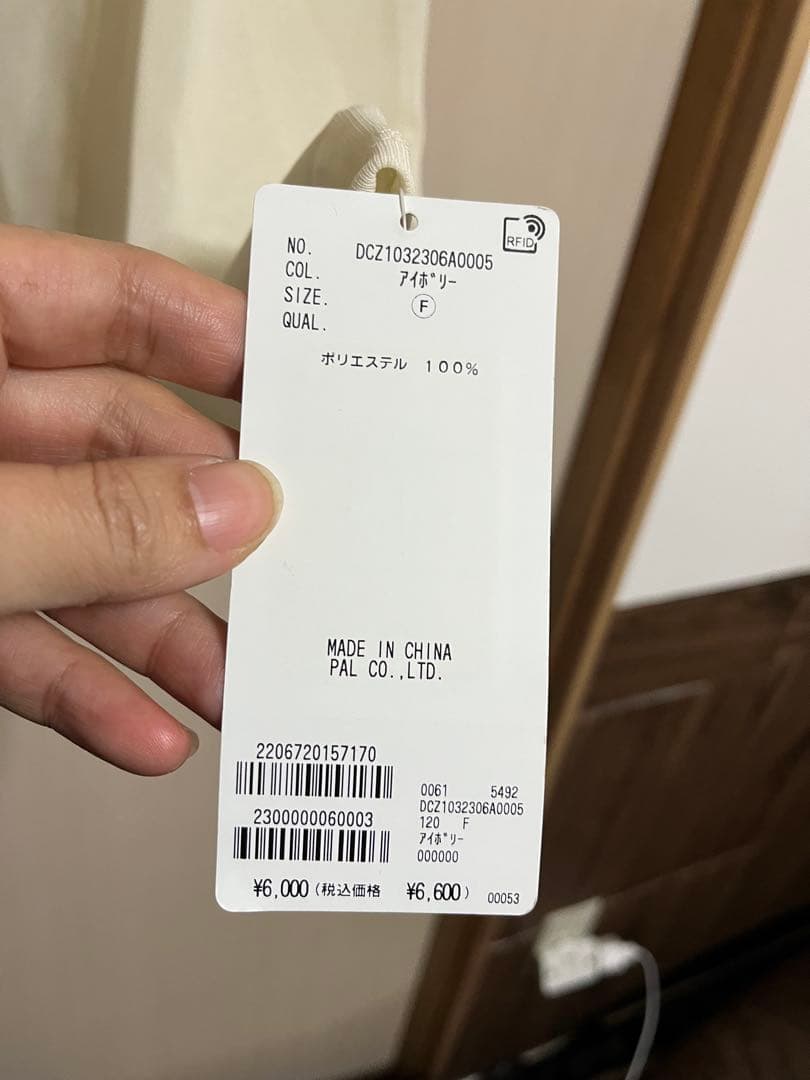 RFID
NO. DCZ1032306A0005
COL. ｱｲﾎﾞﾘｰ
SIZE. Ⓕ
QUAL.
ポリエステル １００％
MADE IN CHINA
PAL CO.,LTD.
2206720157170
2300000060003
0061 5492
DCZ1032306A0005
120 F
ｱｲﾎﾞﾘｰ
000000
¥6,000 (税込価格 ¥6,600) 00053